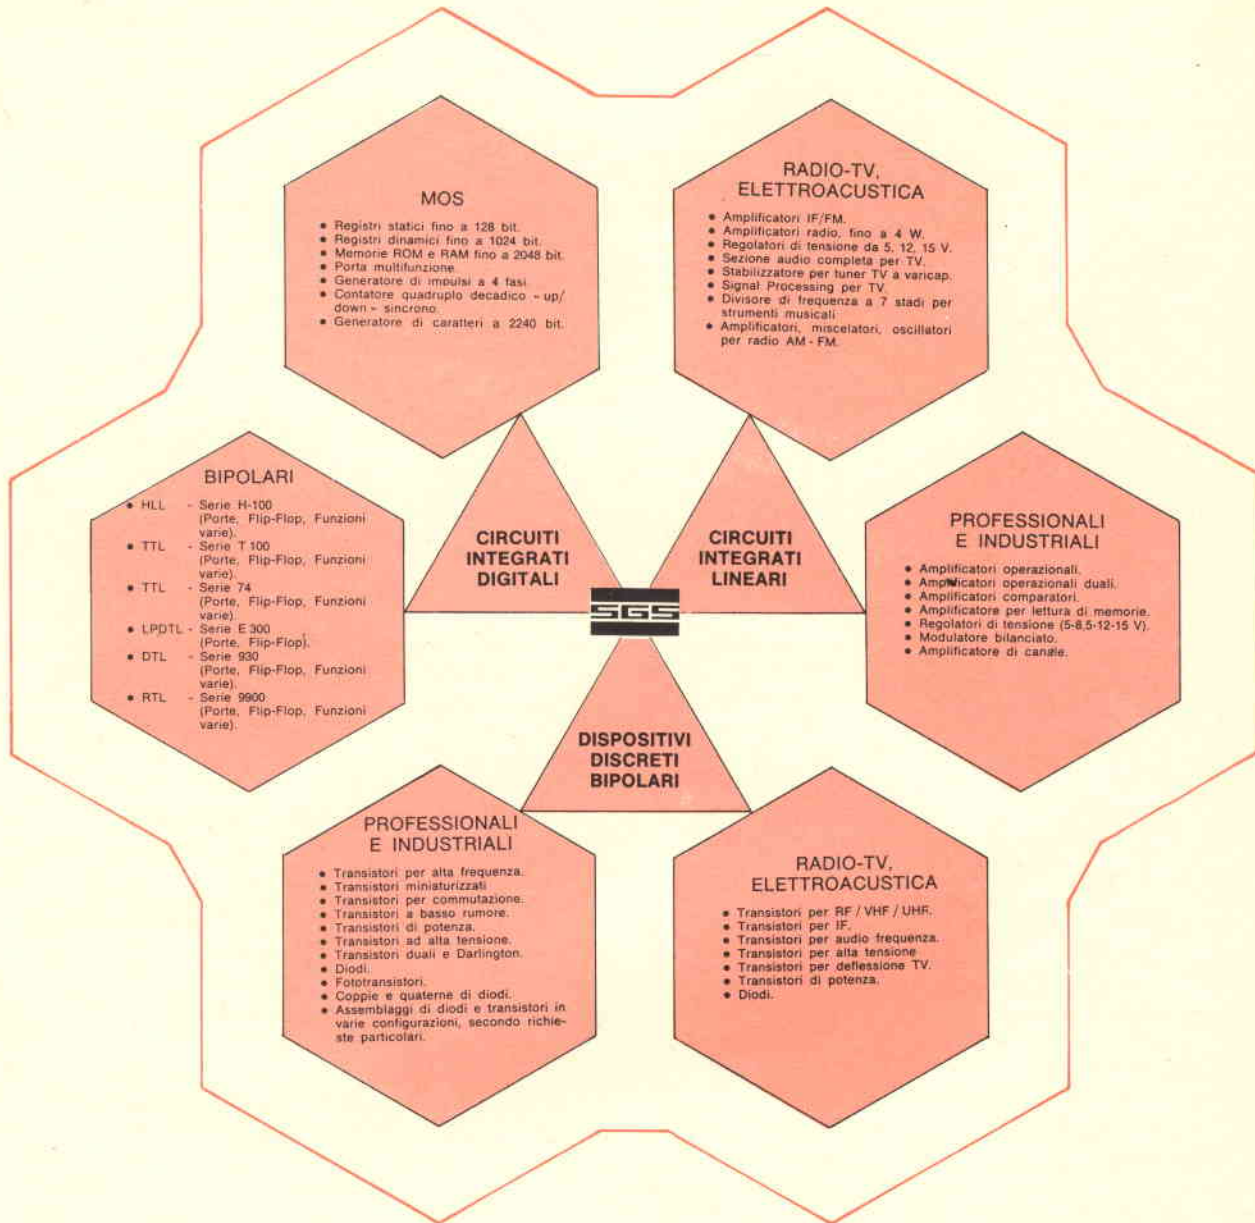 MOS
• Registri statici fino a 128 bit.
• Registri dinamici fino a 1024 bit.
• Memorie ROM e RAM fino a 2048 bit.
• Porta multifunzione.
• Generatore di impulsi a 4 fasi.
• Contatore quadruplo decadico - up/
down - sincrono.
• Generatore di caratteri a 2240 bit.
RADIO-TV,
ELETTROACUSTICA
• Amplificatori IF/FM.
• Amplificatori radio, fino a 4 W.
• Regolatori di tensione da 5, 12, 15 V.
• Sezione audio completa per TV.
• Stabilizzatore per tuner TV a varicap.
• Signal Processing per TV.
• Divisore di frequenza a 7 stadi per
strumenti musicali
• Amplificatori, miscelatori, oscillatori
per radio AM - FM.
BIPOLARI
• HLL - Serie H-100
(Porte, Flip-Flop, Funzioni
varie).
• TTL - Serie T 100
(Porte, Flip-Flop, Funzioni
varie).
• TTL - Serie 74
(Porte, Flip-Flop, Funzioni
varie).
• LPDTL - Serie E 300
(Porte, Flip-Flop).
• DTL - Serie 930
(Porte, Flip-Flop, Funzioni
varie).
• RTL - Serie 9900
(Porte, Flip-Flop, Funzioni
varie).
CIRCUITI
INTEGRATI
DIGITALI
CIRCUITI
INTEGRATI
LINEARI
SGS
PROFESSIONALI
E INDUSTRIALI
• Amplificatori operazionali.
• Amplificatori operazionali duali.
• Amplificatori comparatori.
• Amplificatore per lettura di memorie.
• Regolatori di tensione (5-8,5-12-15 V).
• Modulatore bilanciato.
• Amplificatore di canale.
DISPOSITIVI
DISCRETI
BIPOLARI
PROFESSIONALI
E INDUSTRIALI
• Transistori per alta frequenza.
• Transistori miniaturizzati
• Transistori per commutazione.
• Transistori a basso rumore.
• Transistori di potenza.
• Transistori ad alta tensione.
• Transistori duali e Darlington.
• Diodi.
• Fototransistori.
• Coppie e quaterne di diodi.
• Assemblaggi di diodi e transistori in
varie configurazioni, secondo richie-
ste particolari.
RADIO-TV,
ELETTROACUSTICA
• Transistori per RF / VHF / UHF.
• Transistori per IF.
• Transistori per audio frequenza.
• Transistori per alta tensione
• Transistori per deflessione TV.
• Transistori di potenza.
• Diodi.